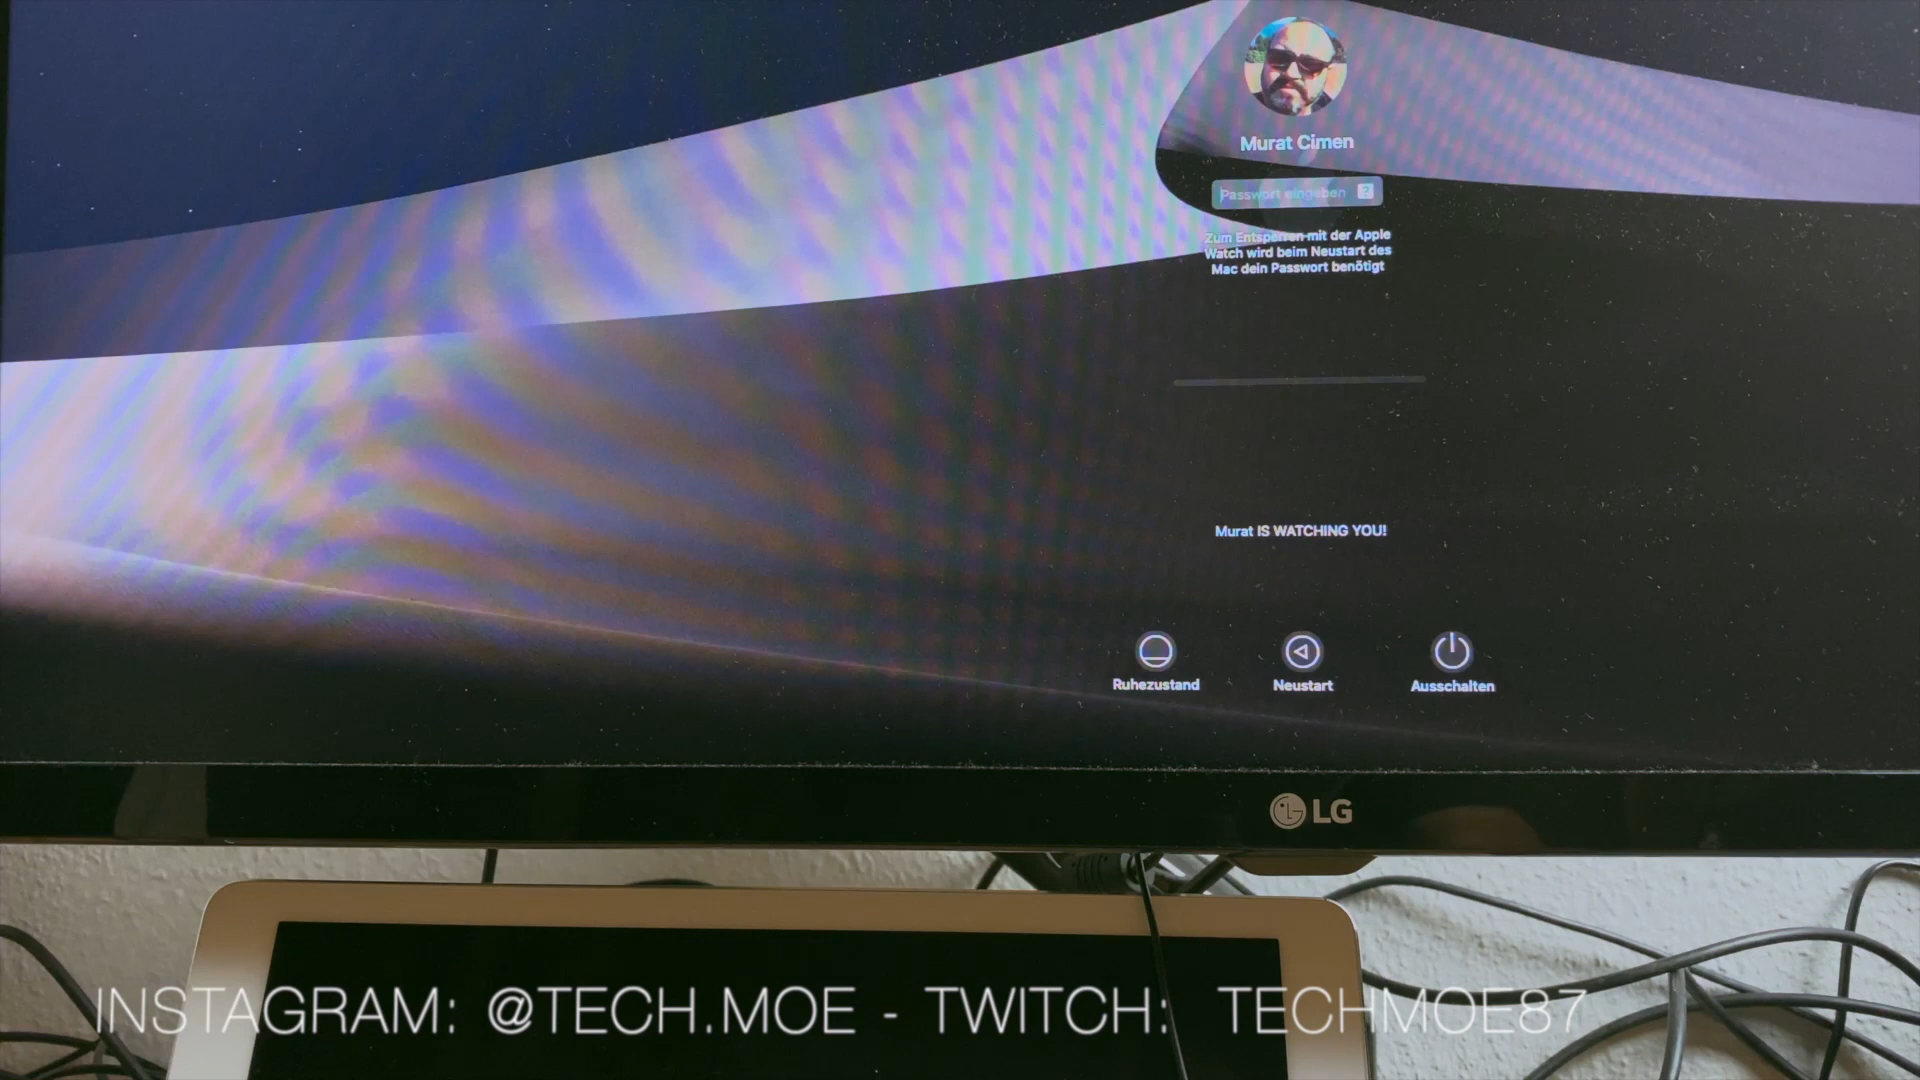 Murat Cimen
Passwort eingeben ?
Zum Entsperren mit der Apple
Watch wird beim Neustart des
Mac dein Passwort benötigt
Murat IS WATCHING YOU!
Ruhezustand
Neustart
Ausschalten
LG
INSTAGRAM: @TECH.MOE - TWITCH: TECHMOE87